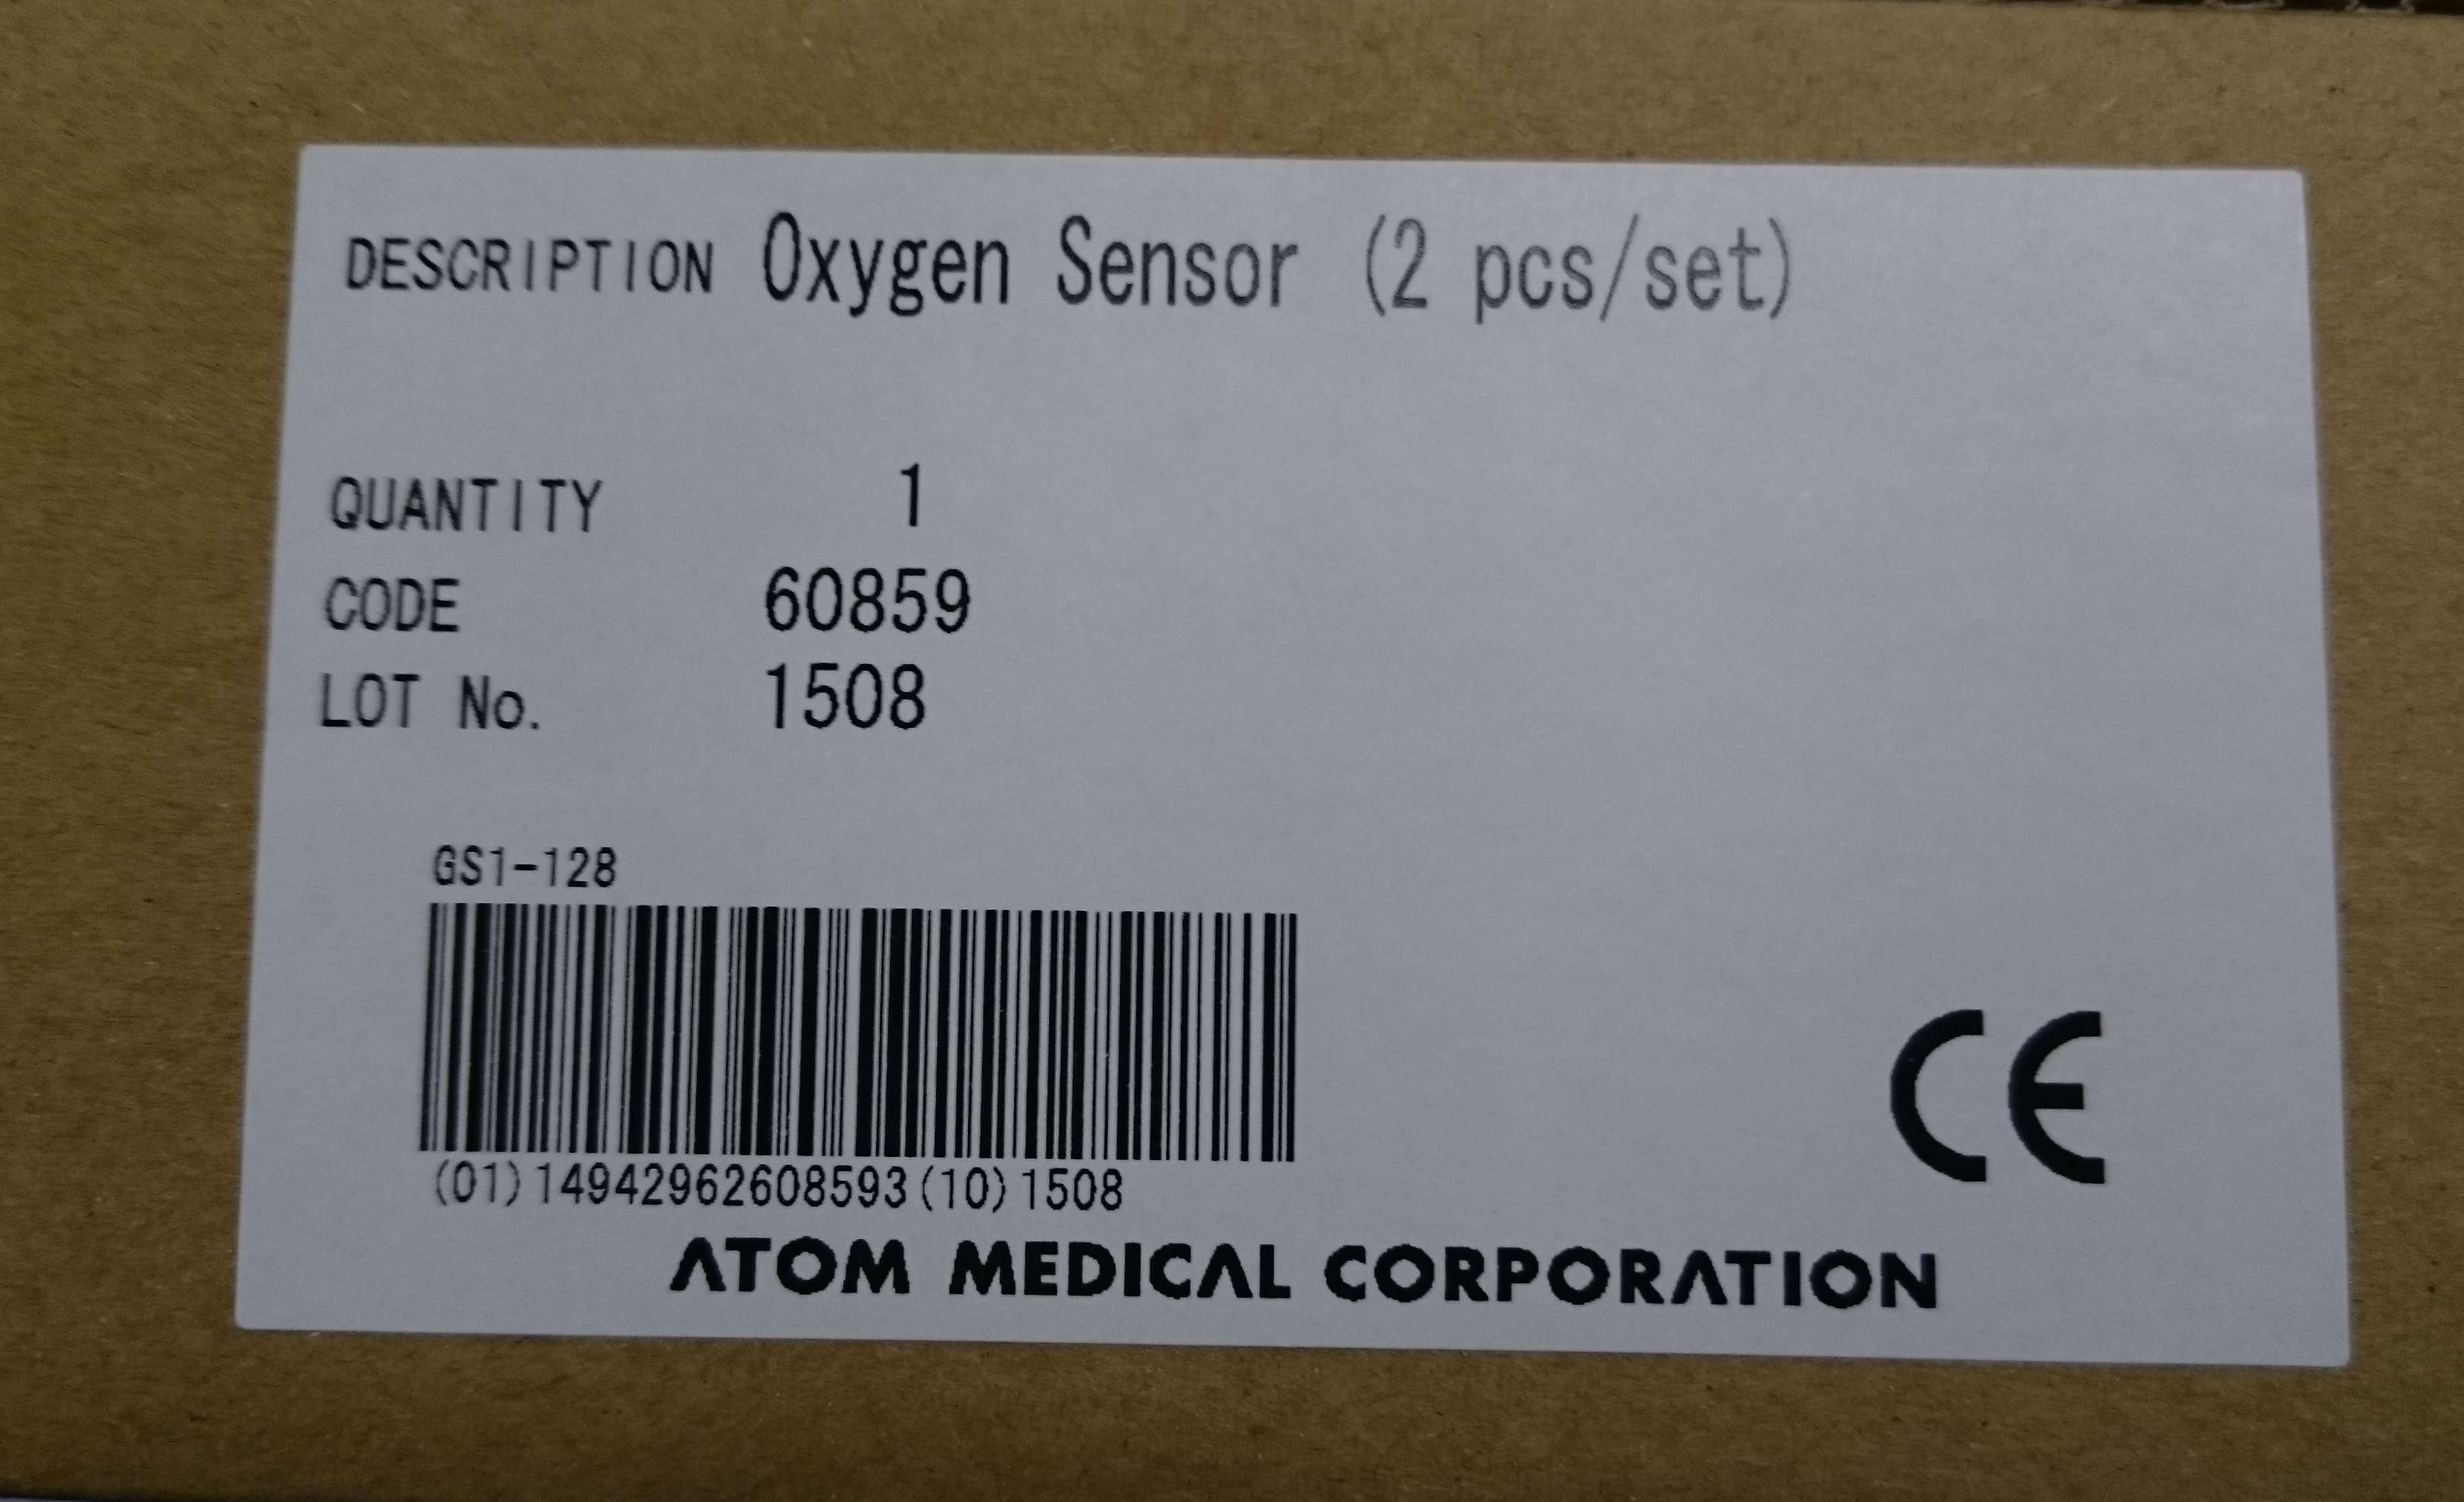 DESCRIPTION Oxygen Sensor (2 pcs/set)
QUANTITY 1
CODE 60859
LOT No. 1508
GS1-128
(01)14942962608593(10)1508
CE
ATOM MEDICAL CORPORATION